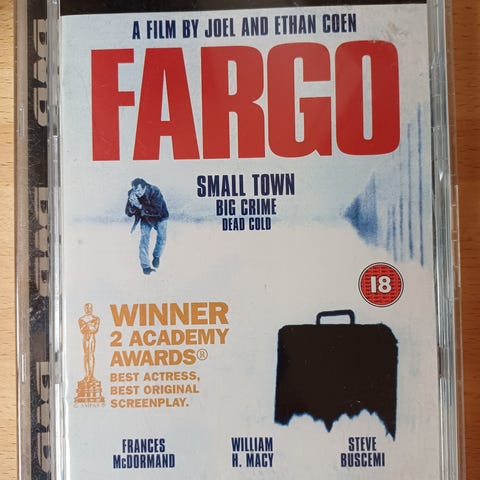 A FILM BY JOEL AND ETHAN COEN
FARGO
SMALL TOWN
BIG CRIME
DEAD COLD
18
WINNER
2 ACADEMY
AWARDS®
BEST ACTRESS,
BEST ORIGINAL
SCREENPLAY.
© AMPAS ®
FRANCES
McDORMAND
WILLIAM
H. MACY
STEVE
BUSCEMI